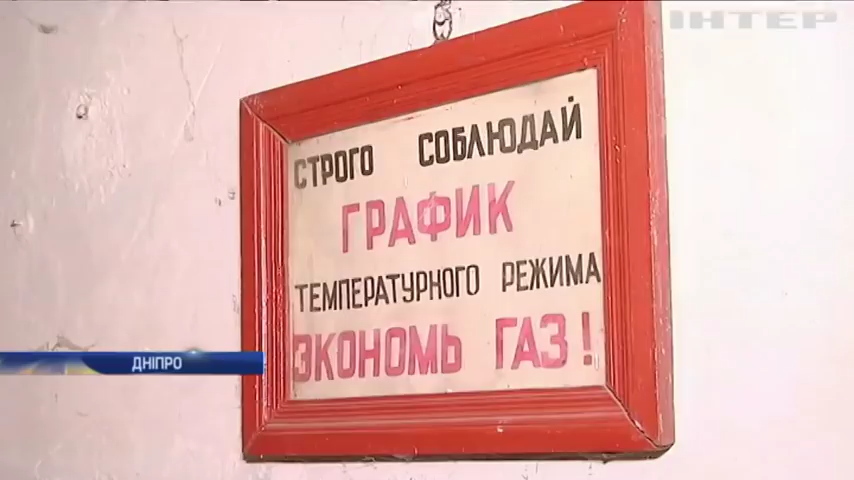 ІНТЕР
СТРОГО СОБЛЮДАЙ
ГРАФИК
ТЕМПЕРАТУРНОГО РЕЖИМА
ЭКОНОМЬ ГАЗ!
ДНІПРО